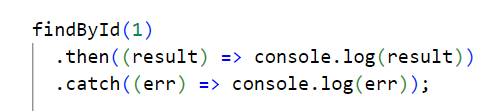 findById(1)
  .then((result) => console.log(result))
  .catch((err) => console.log(err));